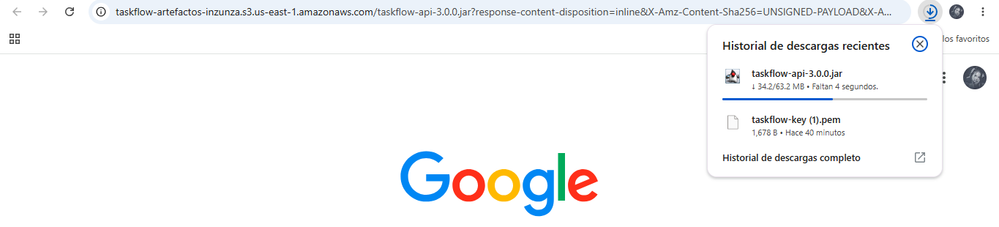 taskflow-artefactos-inzunza.s3.us-east-1.amazonaws.com/taskflow-api-3.0.0.jar?response-content-disposition=inline&X-Amz-Content-Sha256=UNSIGNED-PAYLOAD&X-A...
los favoritos
Historial de descargas recientes
taskflow-api-3.0.0.jar
↓ 34.2/63.2 MB • Faltan 4 segundos.
taskflow-key (1).pem
1,678 B • Hace 40 minutos
Historial de descargas completo
Google